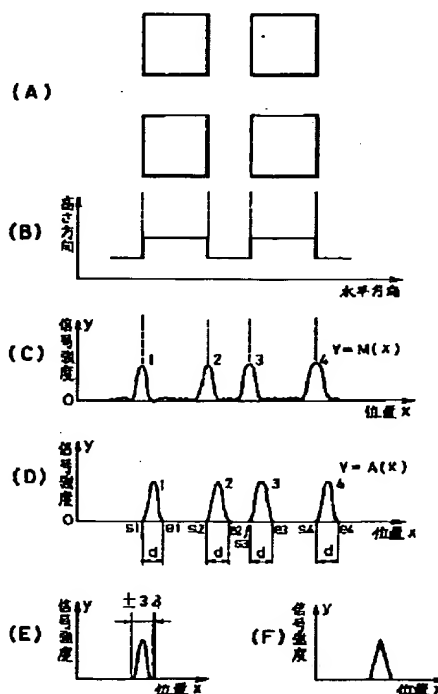 (A)
(B)
高さ方向
水平方向
(C)
信号強度
Y
1
2
3
4
Y=M(X)
0
位置 X
(D)
信号強度
Y
1
2
3
4
Y=A(X)
0
S1
e1
S2
e2
S3
e3
S4
e4
位置 X
d
d
d
d
(E)
±3δ
信号強度
Y
位置 X
(F)
信号強度
Y
位置 X